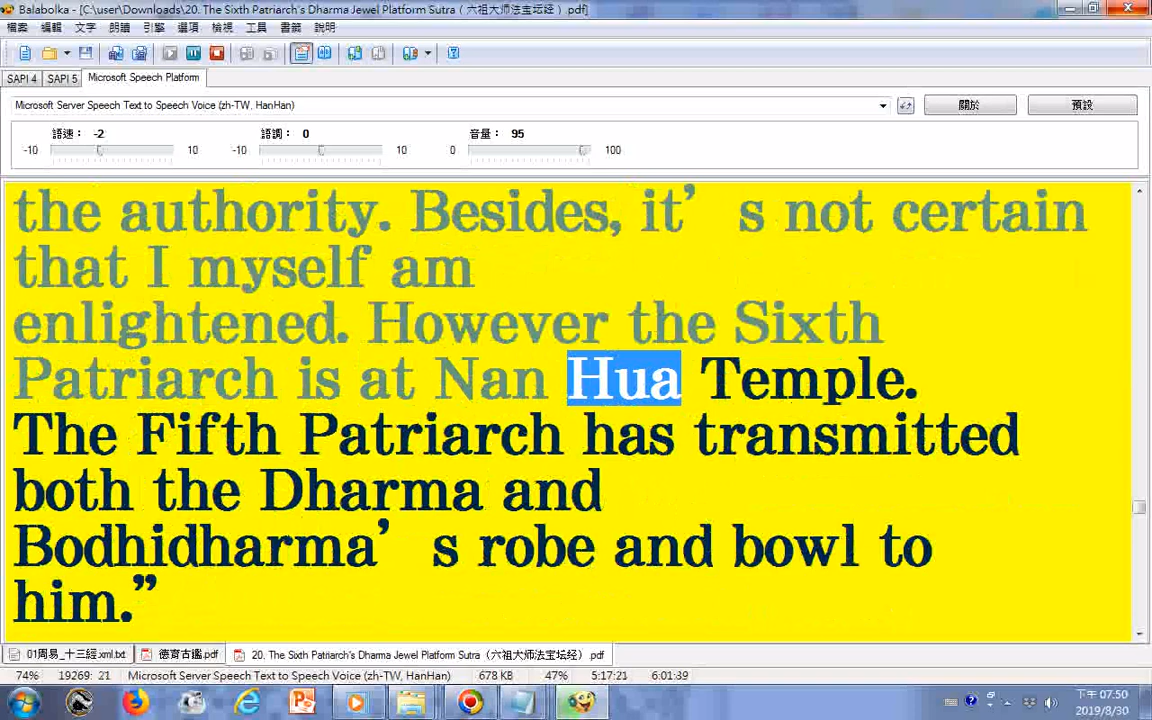 Balabolka - [C:\user\Downloads\20. The Sixth Patriarch's Dharma Jewel Platform Sutra（六祖大师法宝坛经）pdf]
檔案 編輯 文字 朗讀 引擎 選項 檢視 工具 書籤 說明
SAPI 4 SAPI 5 Microsoft Speech Platform
Microsoft Server Speech Text to Speech Voice (zh-TW, HanHan) 關於 預設
語速： -2 語調： 0 音量： 95
-10 10 -10 10 0 100
the authority. Besides, it’s not certain
that I myself am
enlightened. However the Sixth
Patriarch is at Nan Hua Temple.
The Fifth Patriarch has transmitted
both the Dharma and
Bodhidharma’s robe and bowl to
him.”
01周易_十三經.xml.txt 德育古鑑.pdf 20. The Sixth Patriarch's Dharma Jewel Platform Sutra（六祖大师法宝坛经）.pdf
74% 19269: 21 Microsoft Server Speech Text to Speech Voice (zh-TW, HanHan) 678 KB 47% 5:17:21 6:01:39
下午 07:50
2019/8/30